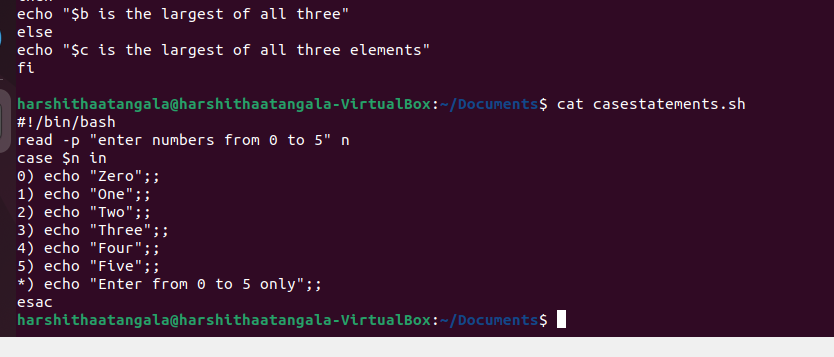 echo "$b is the largest of all three"
else
echo "$c is the largest of all three elements"
fi
harshithaatangala@harshithaatangala-VirtualBox:~/Documents$ cat casestatements.sh
#!/bin/bash
read -p "enter numbers from 0 to 5" n
case $n in
0) echo "Zero";;
1) echo "One";;
2) echo "Two";;
3) echo "Three";;
4) echo "Four";;
5) echo "Five";;
*) echo "Enter from 0 to 5 only";;
esac
harshithaatangala@harshithaatangala-VirtualBox:~/Documents$